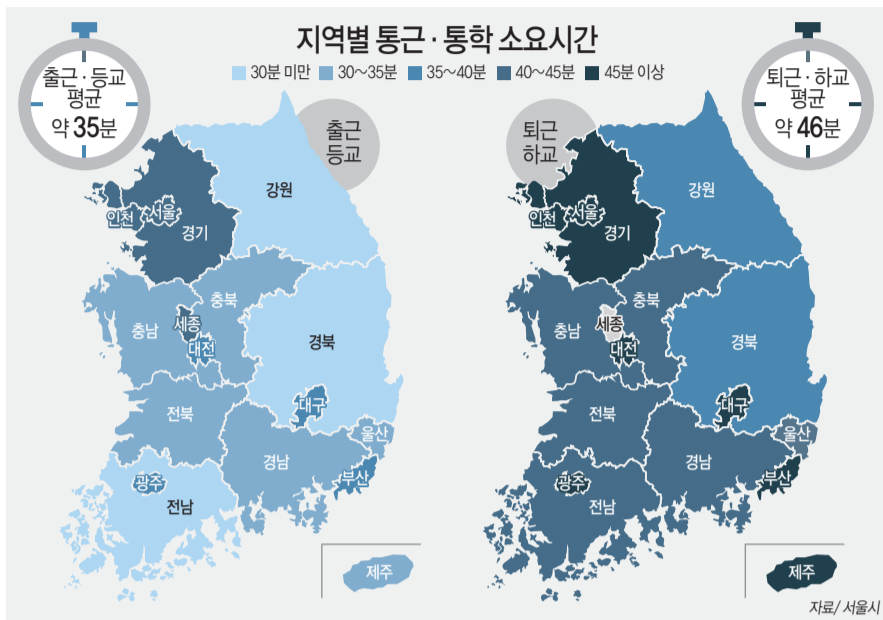 지역별 통근 · 통학 소요시간
30분 미만
30~35분
35~40분
40~45분
45분 이상
출근 · 등교
평균
약 35분
퇴근 · 하교
평균
약 46분
출근
등교
강원
인천
서울
경기
충북
충남
세종
대전
경북
대구
전북
울산
경남
부산
광주
전남
제주
퇴근
하교
강원
인천
서울
경기
충북
충남
세종
대전
경북
대구
전북
울산
경남
부산
광주
전남
제주
자료/ 서울시